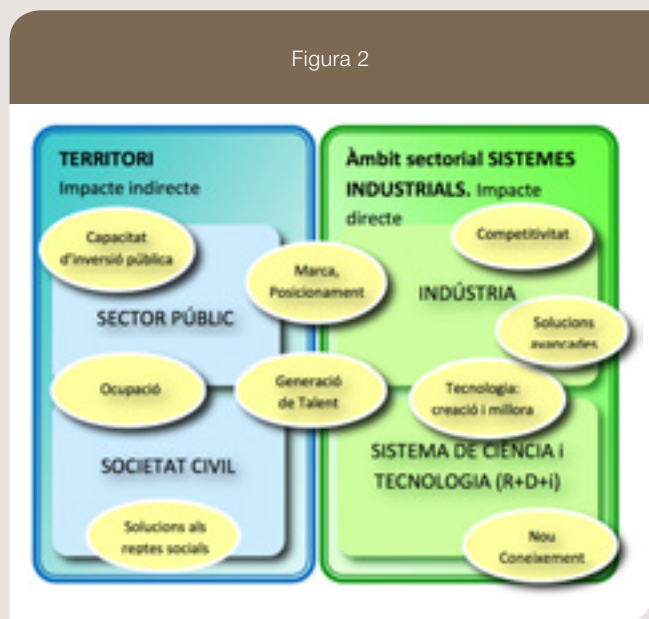 Figura 2
TERRITORI
Impacte indirecte
Capacitat
d'inversió pública
SECTOR PÚBLIC
Ocupació
SOCIETAT CIVIL
Solucions als
reptes socials
Marca,
Posicionament
Generació
de Talent
Àmbit sectorial SISTEMES
INDUSTRIALS. Impacte
directe
Competitivitat
INDÚSTRIA
Solucions
avançades
Tecnologia:
creació i millora
SISTEMA DE CIÈNCIA i
TECNOLOGIA (R+D+i)
Nou
Coneixement